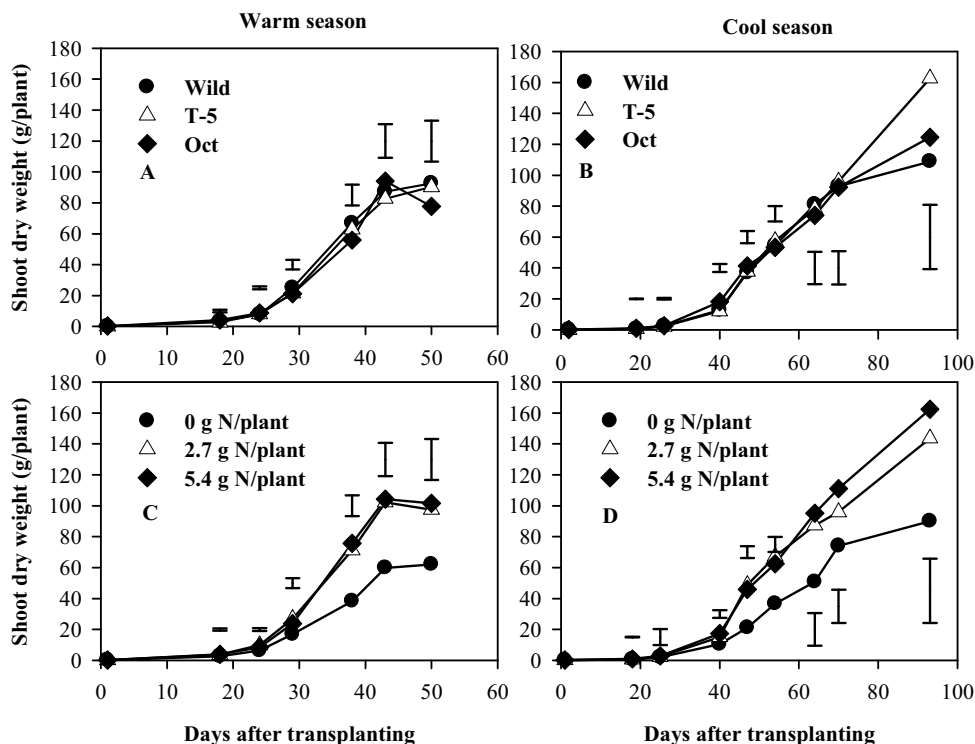 Warm season
Cool season
Shoot dry weight (g/plant)
180
160
140
120
100
80
60
40
20
0
Wild
T-5
Oct
A
0 10 20 30 40 50 60
180
160
140
120
100
80
60
40
20
0
Wild
T-5
Oct
B
0 20 40 60 80 100
Shoot dry weight (g/plant)
180
160
140
120
100
80
60
40
20
0
0 g N/plant
2.7 g N/plant
5.4 g N/plant
C
0 10 20 30 40 50 60
Days after transplanting
180
160
140
120
100
80
60
40
20
0
0 g N/plant
2.7 g N/plant
5.4 g N/plant
D
0 20 40 60 80 100
Days after transplanting